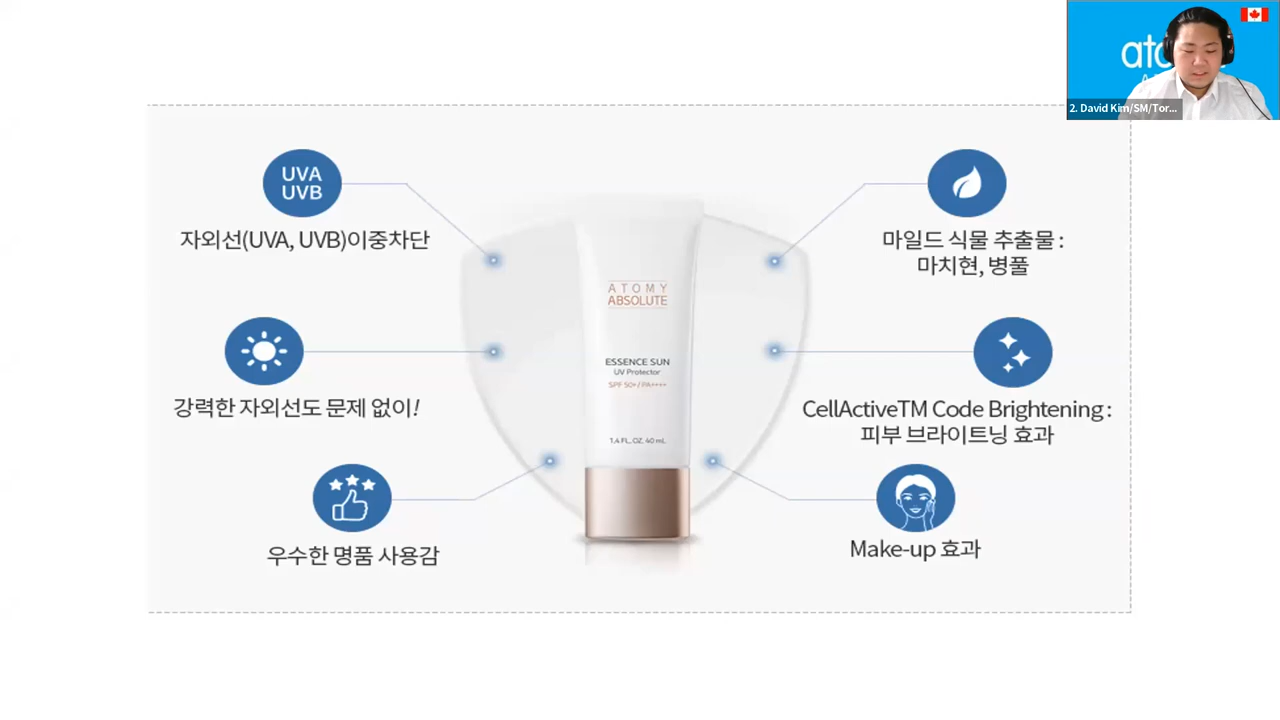 2. David Kim/SM/Tor...
UVA
UVB
자외선(UVA, UVB)이중차단
강력한 자외선도 문제 없이!
우수한 명품 사용감
ATOMY
ABSOLUTE
ESSENCE SUN
UV Protector
SPF 50+ / PA++++
1.4 FL. OZ. 40 mL
마일드 식물 추출물 :
마치현, 병풀
CellActiveTM Code Brightening :
피부 브라이트닝 효과
Make-up 효과